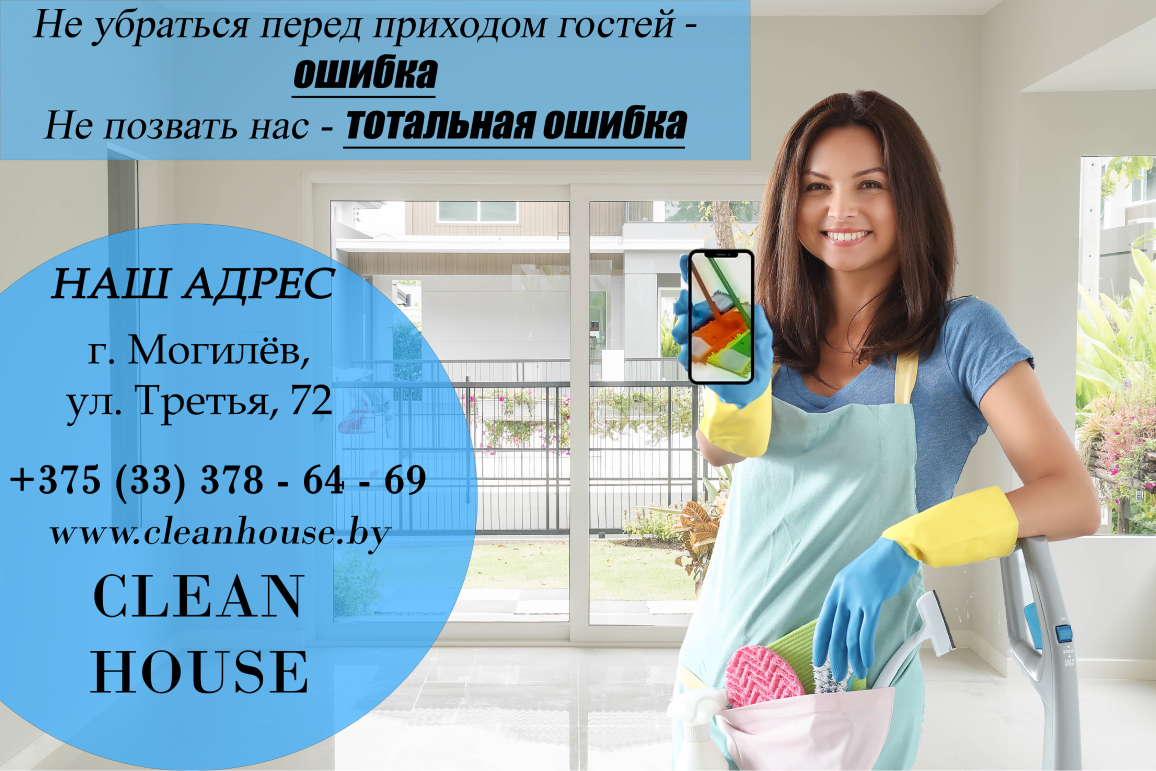 Не убраться перед приходом гостей -
ошибка
Не позвать нас - тотальная ошибка
НАШ АДРЕС
г. Могилёв,
ул. Третья, 72
+375 (33) 378 - 64 - 69
www.cleanhouse.by
CLEAN
HOUSE